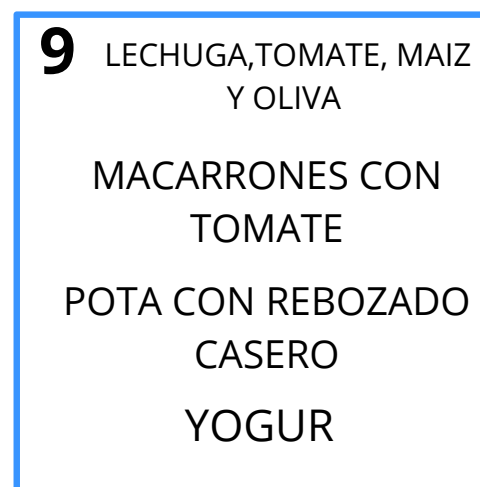 9 LECHUGA,TOMATE, MAIZ
Y OLIVA
MACARRONES CON
TOMATE
POTA CON REBOZADO
CASERO
YOGUR